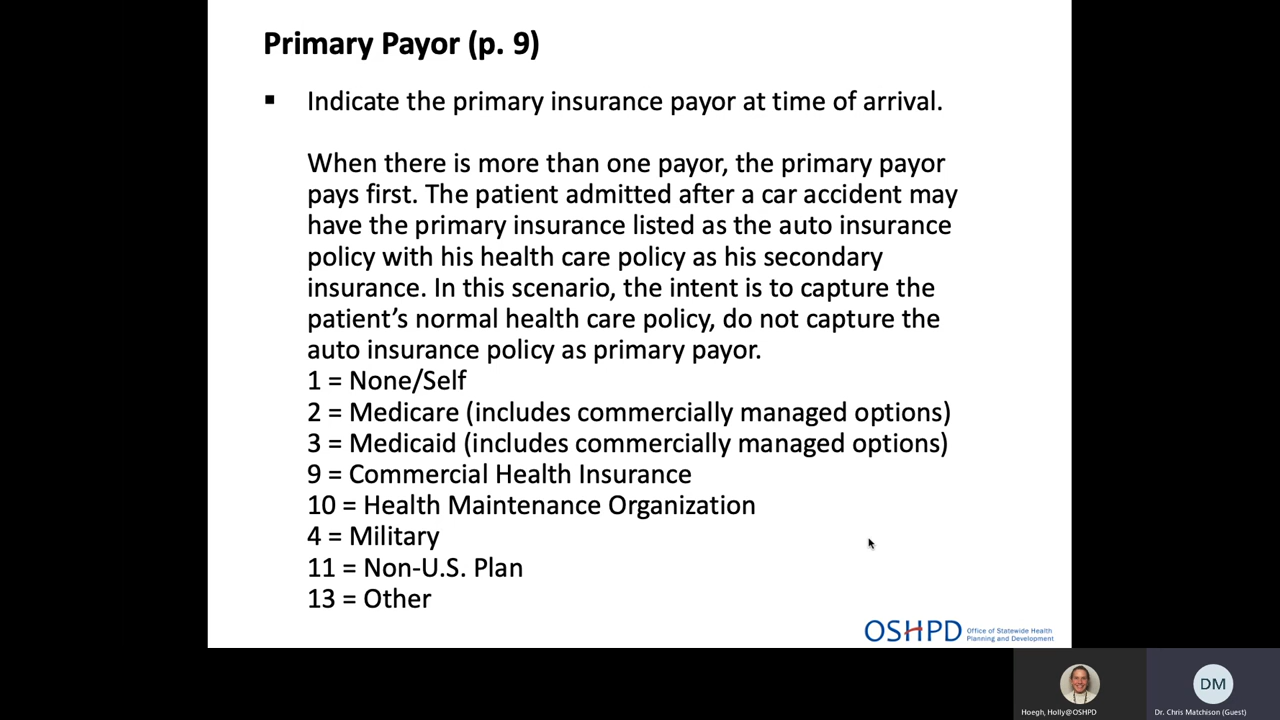 Primary Payor (p. 9)
▪ Indicate the primary insurance payor at time of arrival.
When there is more than one payor, the primary payor
pays first. The patient admitted after a car accident may
have the primary insurance listed as the auto insurance
policy with his health care policy as his secondary
insurance. In this scenario, the intent is to capture the
patient’s normal health care policy, do not capture the
auto insurance policy as primary payor.
1 = None/Self
2 = Medicare (includes commercially managed options)
3 = Medicaid (includes commercially managed options)
9 = Commercial Health Insurance
10 = Health Maintenance Organization
4 = Military
11 = Non-U.S. Plan
13 = Other
OSHPD Office of Statewide Health
Planning and Development
DM
Hoegh, Holly@OSHPD
Dr. Chris Matchison (Guest)